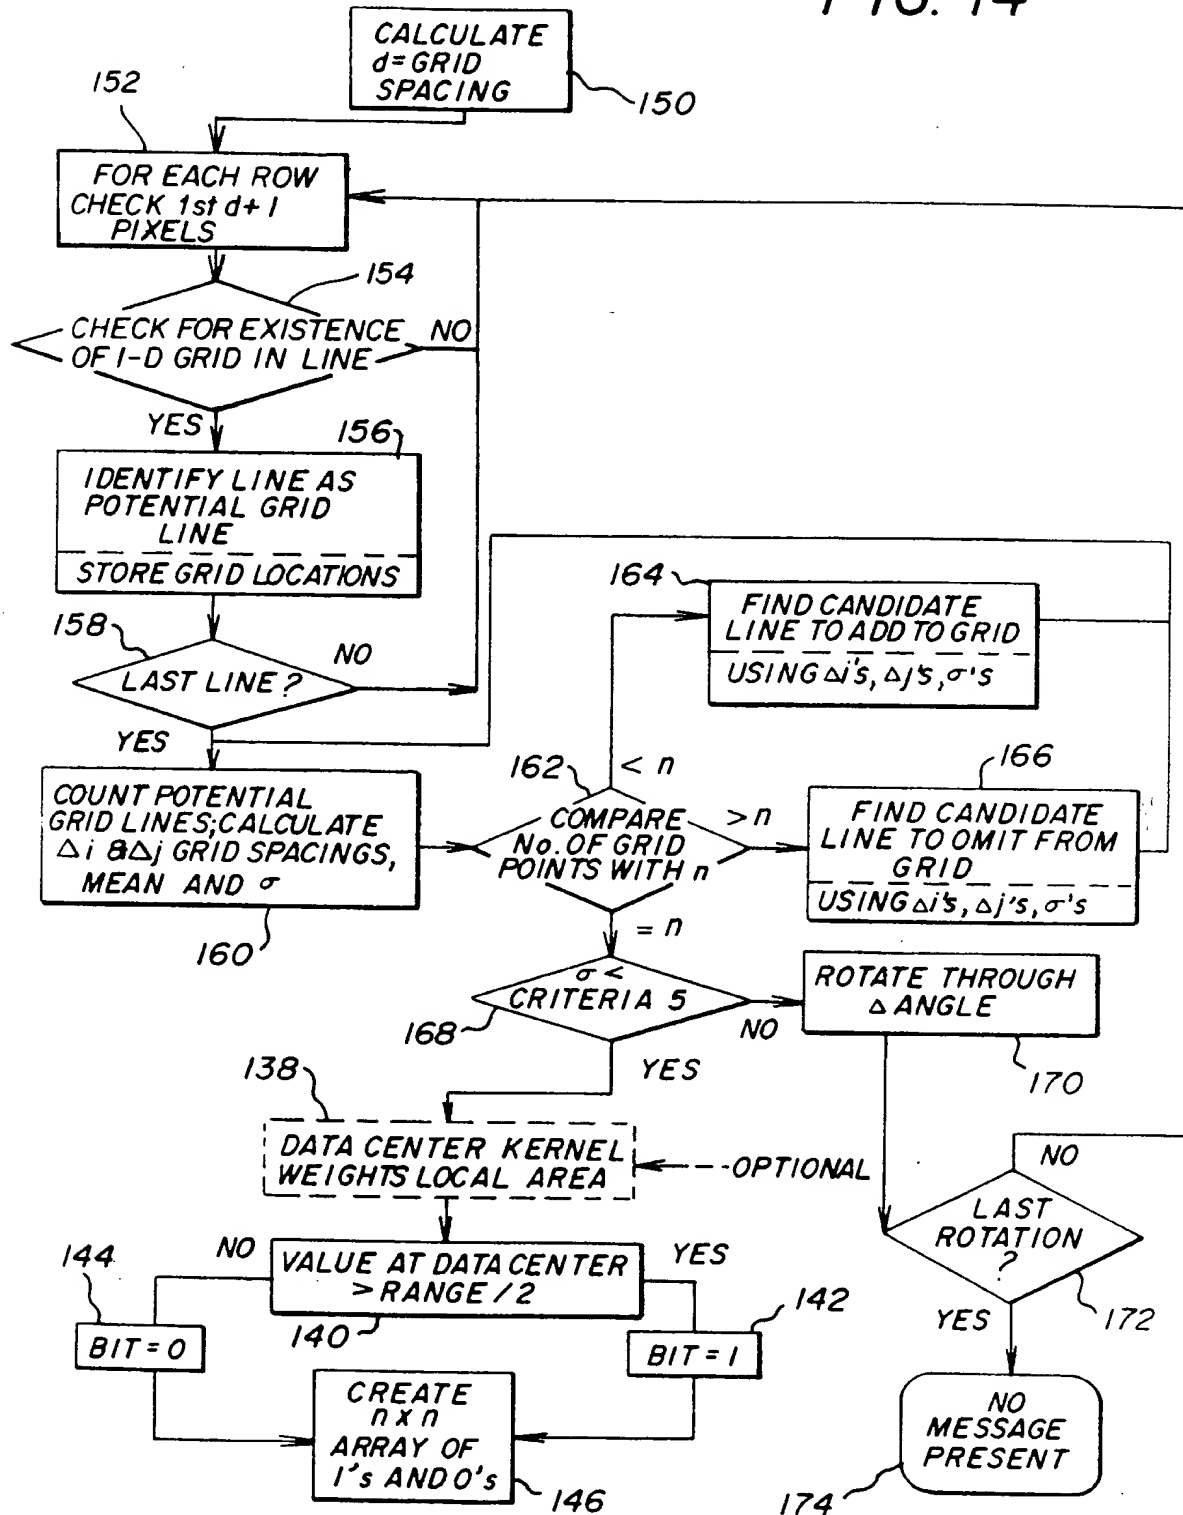 FIG. 14
CALCULATE
d=GRID
SPACING
150
152
FOR EACH ROW
CHECK 1st d+1
PIXELS
154
CHECK FOR EXISTENCE
OF 1-D GRID IN LINE
NO
YES
156
IDENTIFY LINE AS
POTENTIAL GRID
LINE
STORE GRID LOCATIONS
158
LAST LINE?
NO
YES
COUNT POTENTIAL
GRID LINES;CALCULATE
Δi &Δj GRID SPACINGS,
MEAN AND σ
160
162
COMPARE
No. OF GRID
POINTS WITH n
< n
>n
= n
164
FIND CANDIDATE
LINE TO ADD TO GRID
USING Δi's, Δj's, σ's
166
FIND CANDIDATE
LINE TO OMIT FROM
GRID
USING Δi's, Δj's, σ's
σ <
CRITERIA 5
168
NO
YES
ROTATE THROUGH
Δ ANGLE
170
138
DATA CENTER KERNEL
WEIGHTS LOCAL AREA
OPTIONAL
NO
LAST
ROTATION
?
172
YES
144
NO
VALUE AT DATA CENTER
> RANGE / 2
YES
140
142
BIT = 0
BIT = 1
CREATE
n x n
ARRAY OF
1's AND 0's
146
NO
MESSAGE
PRESENT
174